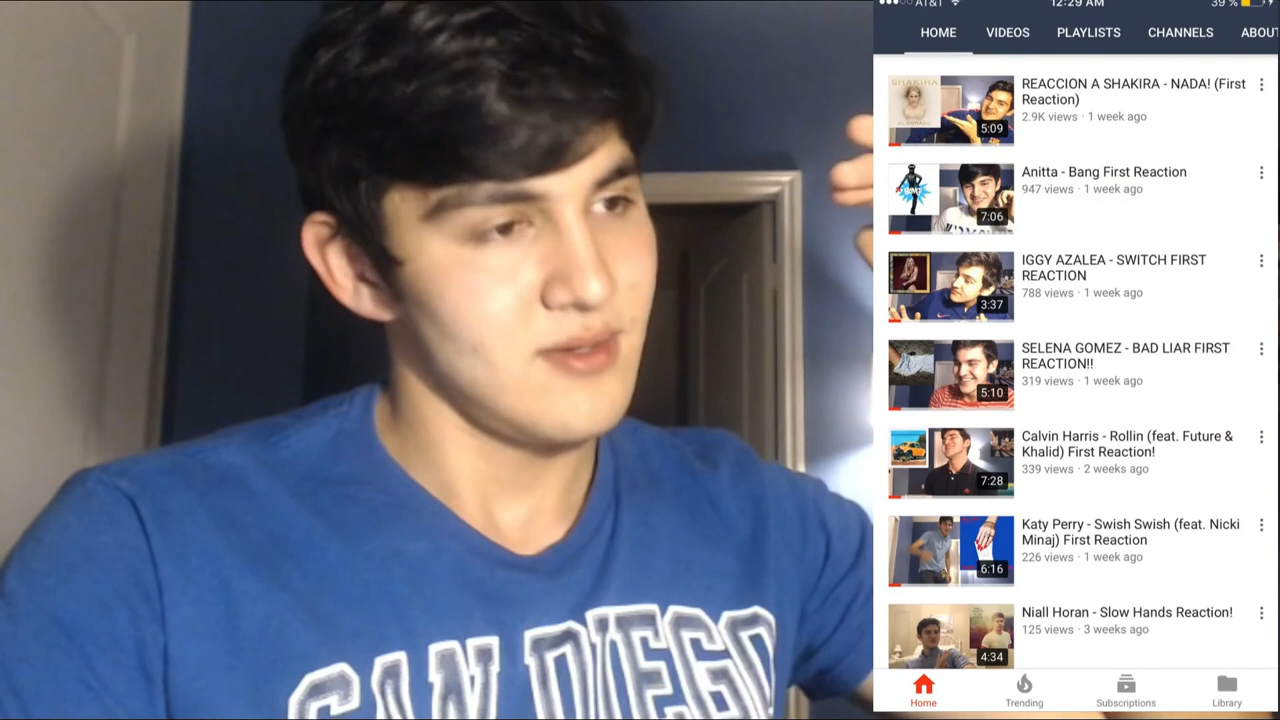 SAN DIEGO
AT&T 12:29 AM 39 %
HOME VIDEOS PLAYLISTS CHANNELS ABOUT
SHAKIRA
EL DORADO
5:09
REACCION A SHAKIRA - NADA! (First
Reaction)
2.9K views · 1 week ago
7:06
Anitta - Bang First Reaction
947 views · 1 week ago
3:37
IGGY AZALEA - SWITCH FIRST
REACTION
788 views · 1 week ago
5:10
SELENA GOMEZ - BAD LIAR FIRST
REACTION!!
319 views · 1 week ago
7:28
Calvin Harris - Rollin (feat. Future &
Khalid) First Reaction!
339 views · 2 weeks ago
6:16
Katy Perry - Swish Swish (feat. Nicki
Minaj) First Reaction
226 views · 1 week ago
4:34
Niall Horan - Slow Hands Reaction!
125 views · 3 weeks ago
Home Trending Subscriptions Library